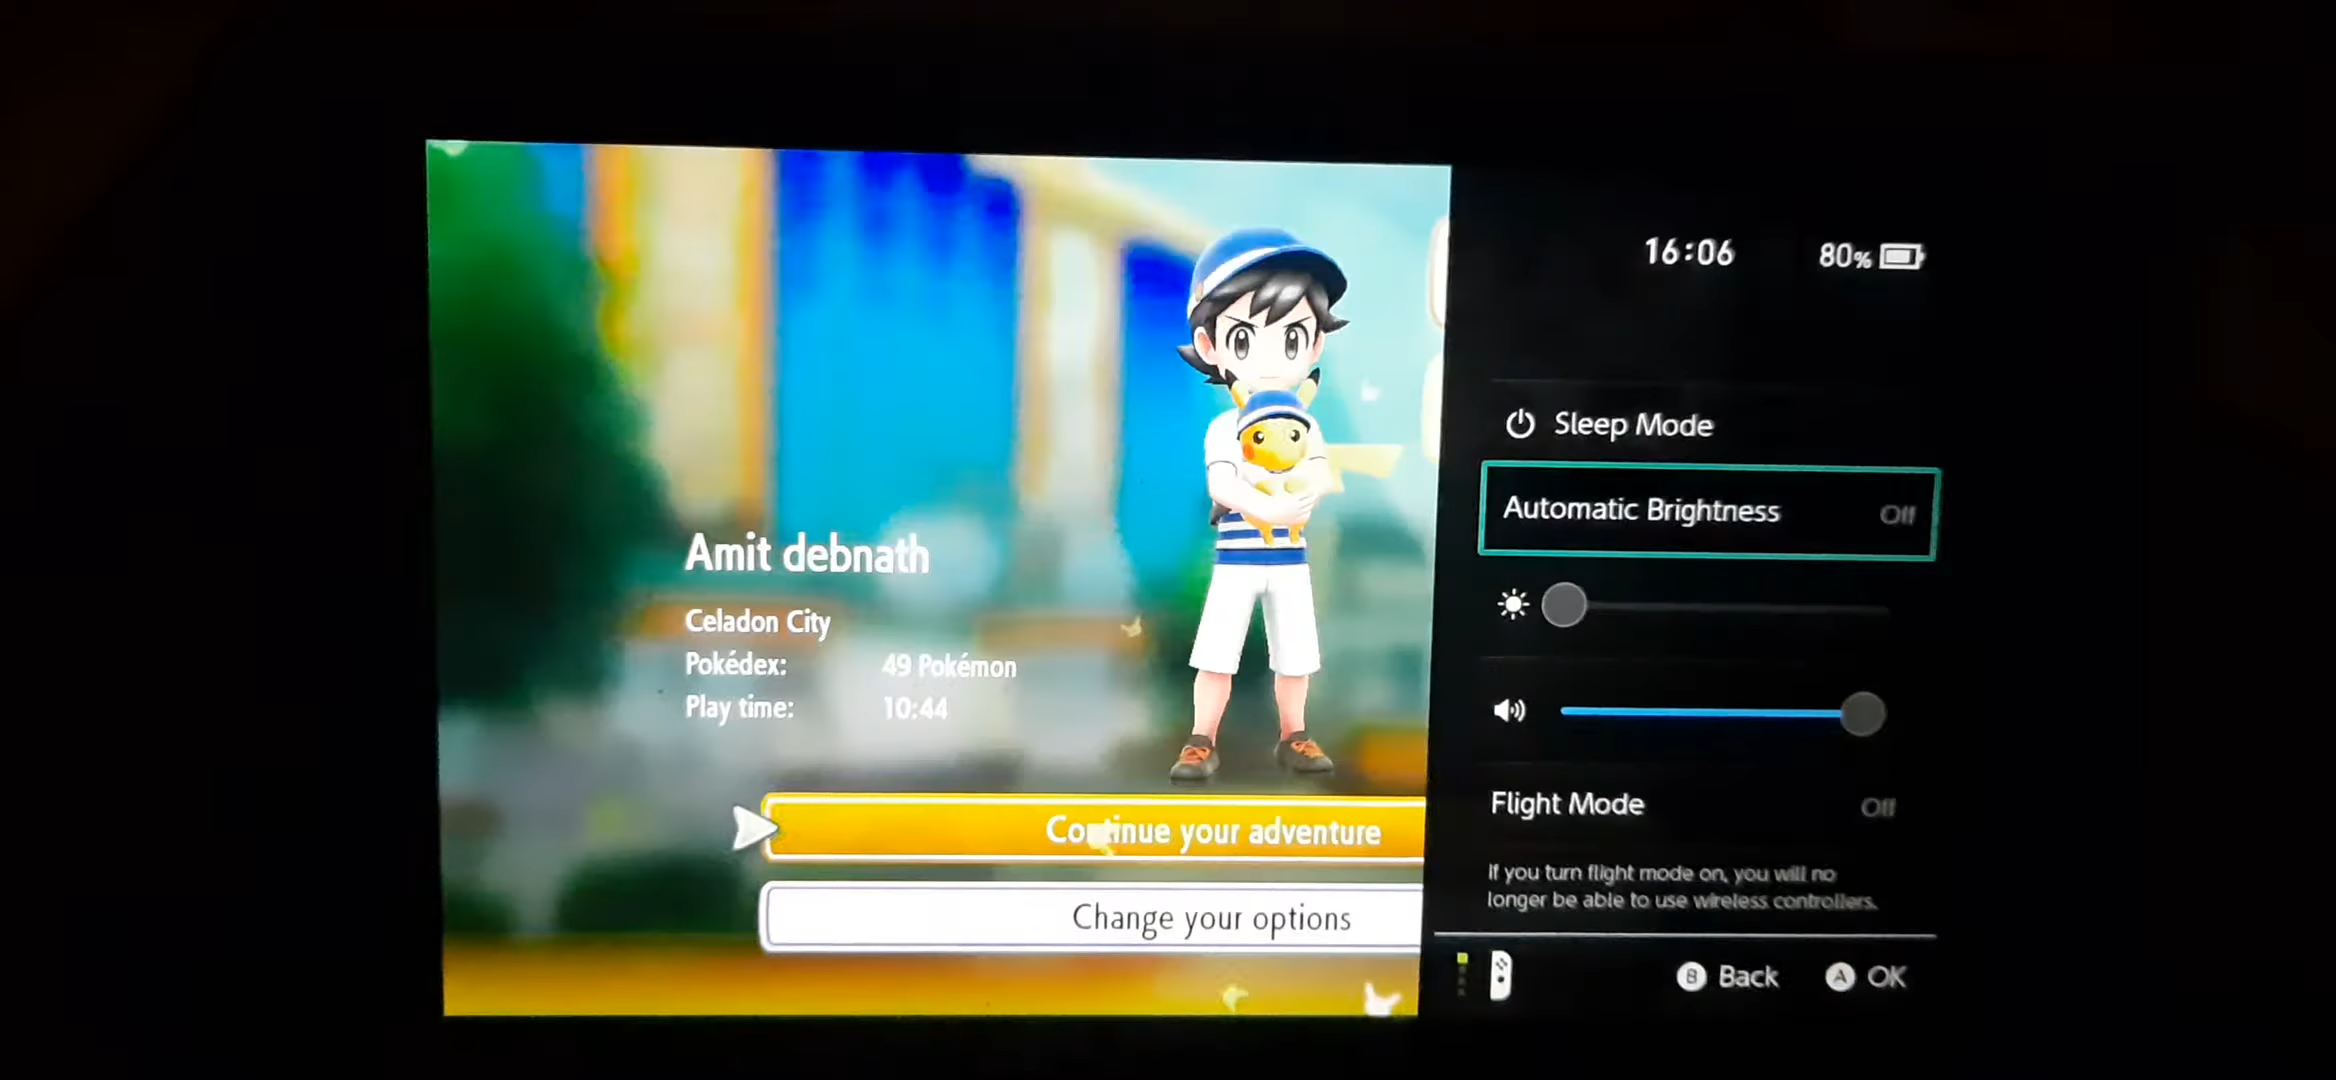 16:06 80%
Sleep Mode
Automatic Brightness Off
Amit debnath
Celadon City
Pokédex: 49 Pokémon
Play time: 10:44
Continue your adventure
Change your options
Flight Mode Off
If you turn flight mode on, you will no
longer be able to use wireless controllers.
B Back A OK